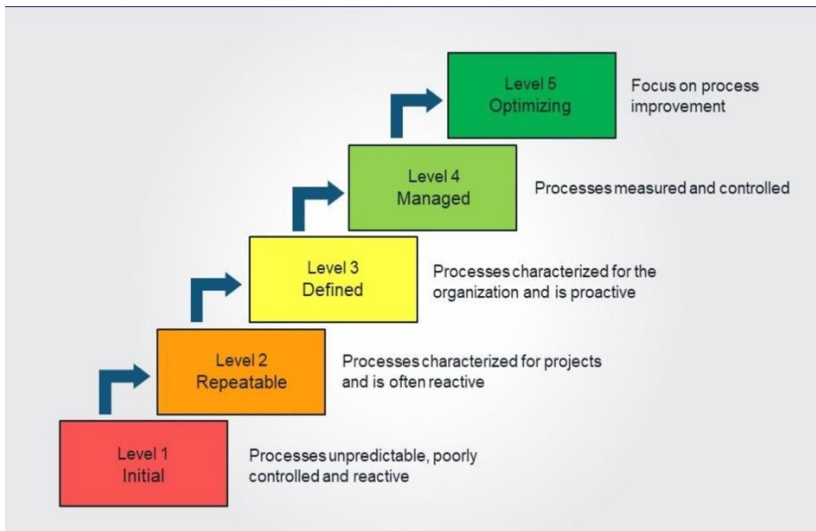 Level 5
Optimizing
Focus on process
improvement
Level 4
Managed
Processes measured and controlled
Level 3
Defined
Processes characterized for the
organization and is proactive
Level 2
Repeatable
Processes characterized for projects
and is often reactive
Level 1
Initial
Processes unpredictable, poorly
controlled and reactive